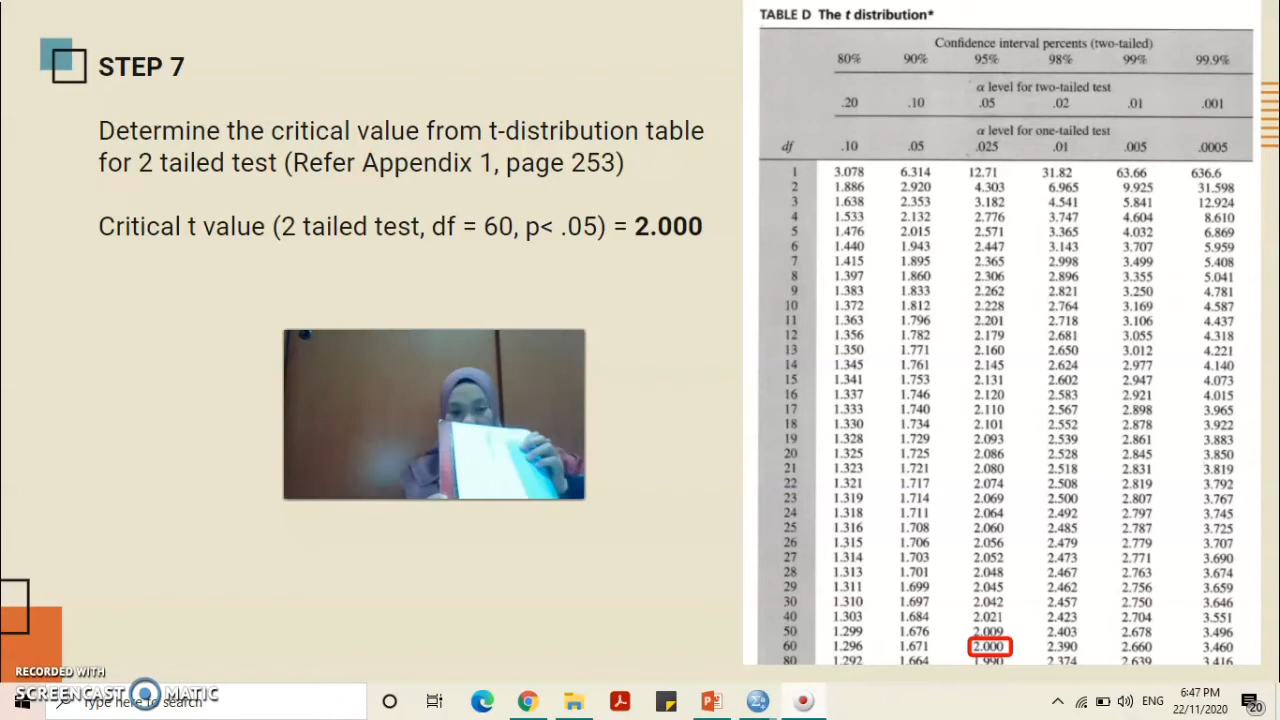 STEP 7
Determine the critical value from t-distribution table
for 2 tailed test (Refer Appendix 1, page 253)
Critical t value (2 tailed test, df = 60, p< .05) = 2.000
TABLE D The t distribution*
Confidence interval percents (two-tailed)
80% 90% 95% 98% 99% 99.9%
α level for two-tailed test
.20 .10 .05 .02 .01 .001
α level for one-tailed test
df .10 .05 .025 .01 .005 .0005
1 3.078 6.314 12.71 31.82 63.66 636.6
2 1.886 2.920 4.303 6.965 9.925 31.598
3 1.638 2.353 3.182 4.541 5.841 12.924
4 1.533 2.132 2.776 3.747 4.604 8.610
5 1.476 2.015 2.571 3.365 4.032 6.869
6 1.440 1.943 2.447 3.143 3.707 5.959
7 1.415 1.895 2.365 2.998 3.499 5.408
8 1.397 1.860 2.306 2.896 3.355 5.041
9 1.383 1.833 2.262 2.821 3.250 4.781
10 1.372 1.812 2.228 2.764 3.169 4.587
11 1.363 1.796 2.201 2.718 3.106 4.437
12 1.356 1.782 2.179 2.681 3.055 4.318
13 1.350 1.771 2.160 2.650 3.012 4.221
14 1.345 1.761 2.145 2.624 2.977 4.140
15 1.341 1.753 2.131 2.602 2.947 4.073
16 1.337 1.746 2.120 2.583 2.921 4.015
17 1.333 1.740 2.110 2.567 2.898 3.965
18 1.330 1.734 2.101 2.552 2.878 3.922
19 1.328 1.729 2.093 2.539 2.861 3.883
20 1.325 1.725 2.086 2.528 2.845 3.850
21 1.323 1.721 2.080 2.518 2.831 3.819
22 1.321 1.717 2.074 2.508 2.819 3.792
23 1.319 1.714 2.069 2.500 2.807 3.767
24 1.318 1.711 2.064 2.492 2.797 3.745
25 1.316 1.708 2.060 2.485 2.787 3.725
26 1.315 1.706 2.056 2.479 2.779 3.707
27 1.314 1.703 2.052 2.473 2.771 3.690
28 1.313 1.701 2.048 2.467 2.763 3.674
29 1.311 1.699 2.045 2.462 2.756 3.659
30 1.310 1.697 2.042 2.457 2.750 3.646
40 1.303 1.684 2.021 2.423 2.704 3.551
50 1.299 1.676 2.009 2.403 2.678 3.496
60 1.296 1.671 2.000 2.390 2.660 3.460
80 1.292 1.664 1.990 2.374 2.639 3.416
RECORDED WITH
SCREENCAST MATIC
Type here to search
ENG
6:47 PM
22/11/2020
20